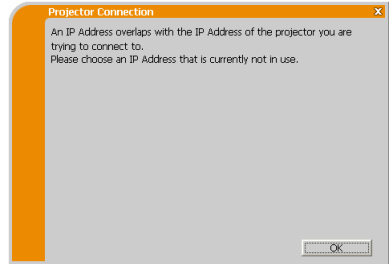 Projector Connection
An IP Address overlaps with the IP Address of the projector you are
trying to connect to.
Please choose an IP Address that is currently not in use.
OK